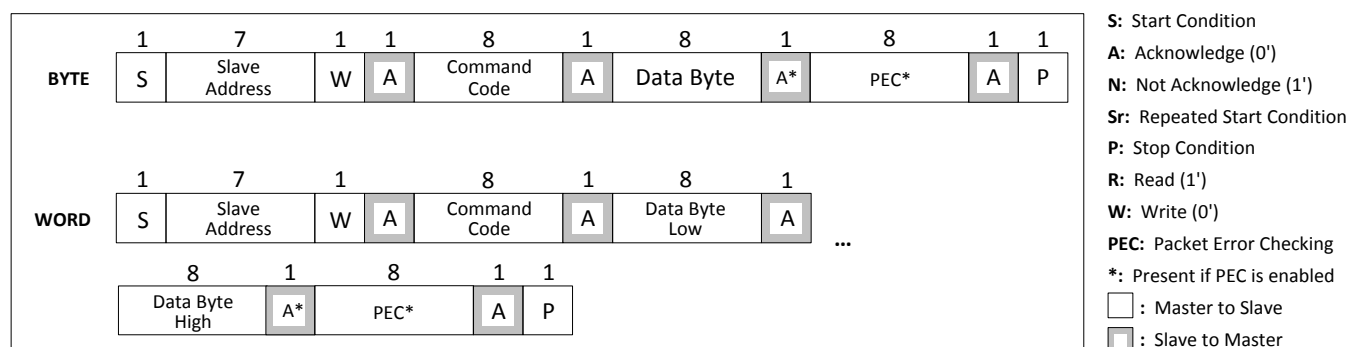 1 7 1 1 8 1 8 1 8 1 1
BYTE S Slave Address W A Command Code A Data Byte A* PEC* A P
1 7 1 8 1 8 1
WORD S Slave Address W A Command Code A Data Byte Low A ...
8 1 8 1 1
Data Byte High A* PEC* A P
S: Start Condition
A: Acknowledge (0')
N: Not Acknowledge (1')
Sr: Repeated Start Condition
P: Stop Condition
R: Read (1')
W: Write (0')
PEC: Packet Error Checking
*: Present if PEC is enabled
: Master to Slave
: Slave to Master